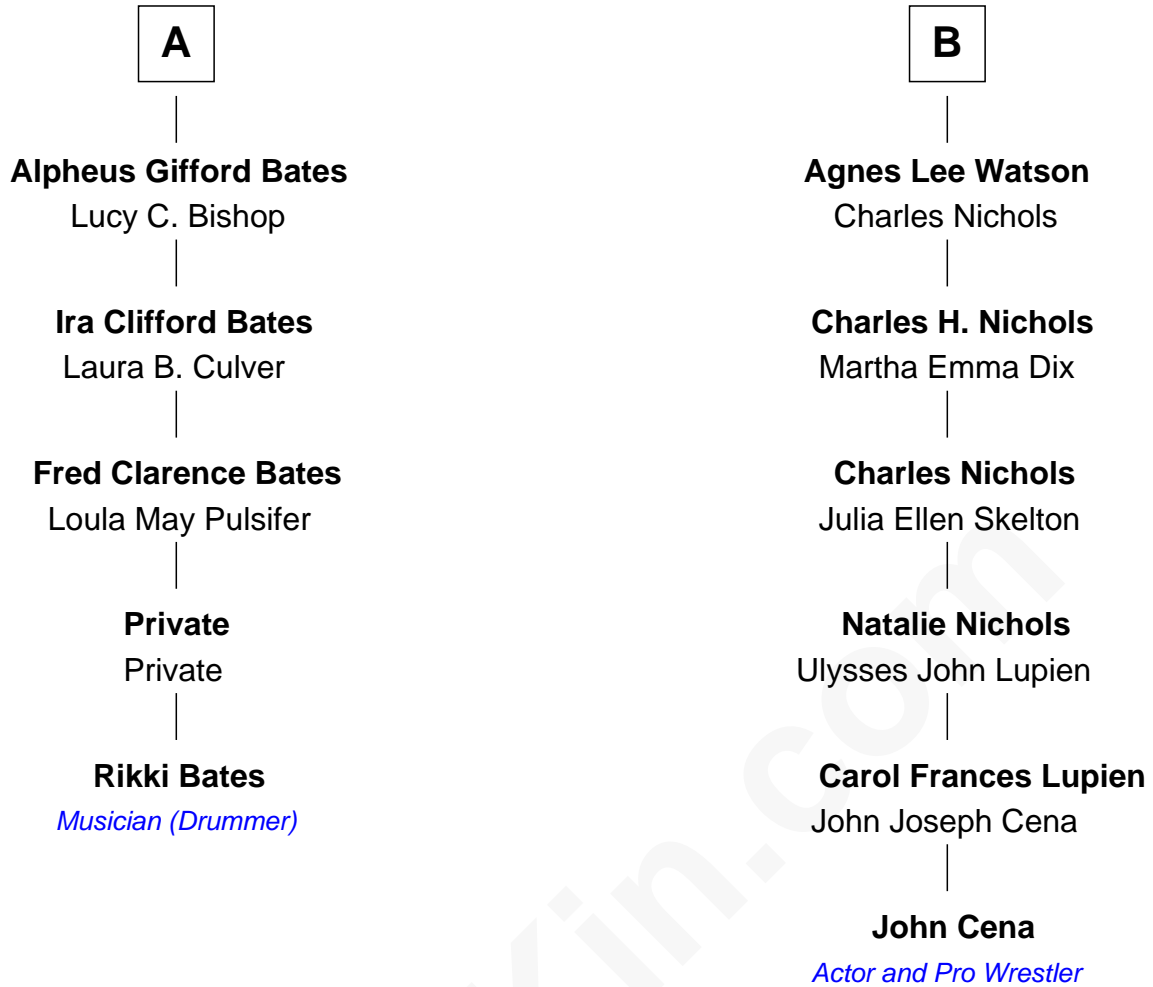 A
B
Alpheus Gifford Bates
Lucy C. Bishop
Agnes Lee Watson
Charles Nichols
Ira Clifford Bates
Laura B. Culver
Charles H. Nichols
Martha Emma Dix
Fred Clarence Bates
Loula May Pulsifer
Charles Nichols
Julia Ellen Skelton
Private
Private
Natalie Nichols
Ulysses John Lupien
Rikki Bates
Musician (Drummer)
Carol Frances Lupien
John Joseph Cena
John Cena
Actor and Pro Wrestler
Kin.com